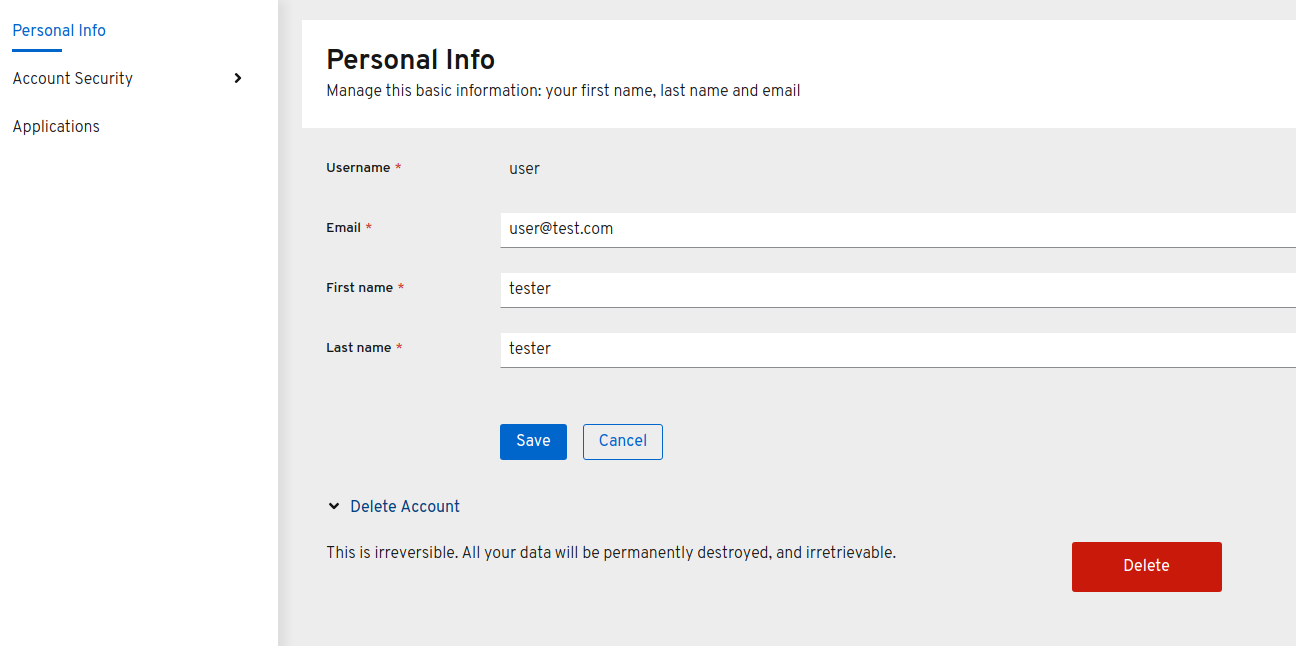 Personal Info
Account Security
Applications
Personal Info
Manage this basic information: your first name, last name and email
Username *
user
Email *
user@test.com
First name *
tester
Last name *
tester
Save
Cancel
Delete Account
This is irreversible. All your data will be permanently destroyed, and irretrievable.
Delete